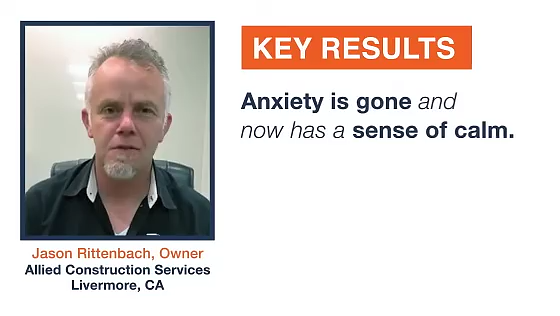 KEY RESULTS
Anxiety is gone and
now has a sense of calm.
Jason Rittenbach, Owner
Allied Construction Services
Livermore, CA